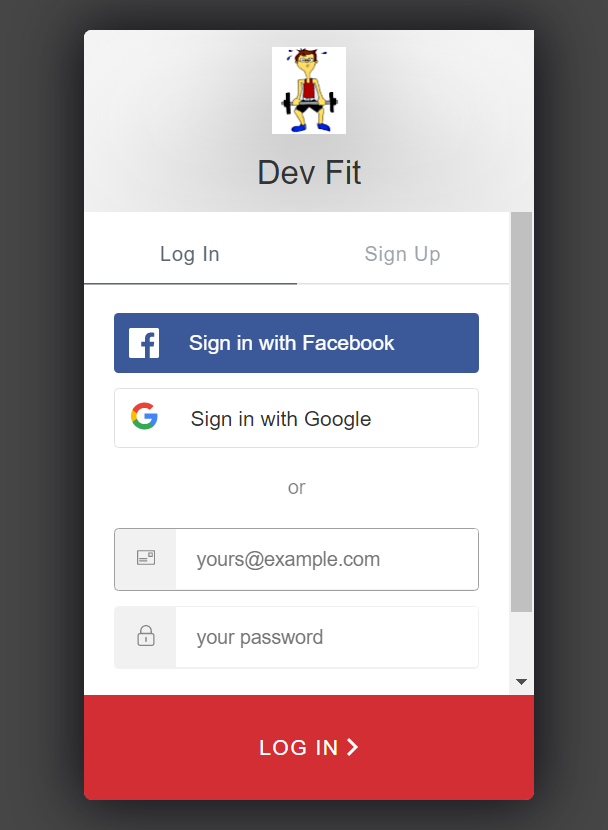 Dev Fit
Log In
Sign Up
Sign in with Facebook
Sign in with Google
or
yours@example.com
your password
LOG IN